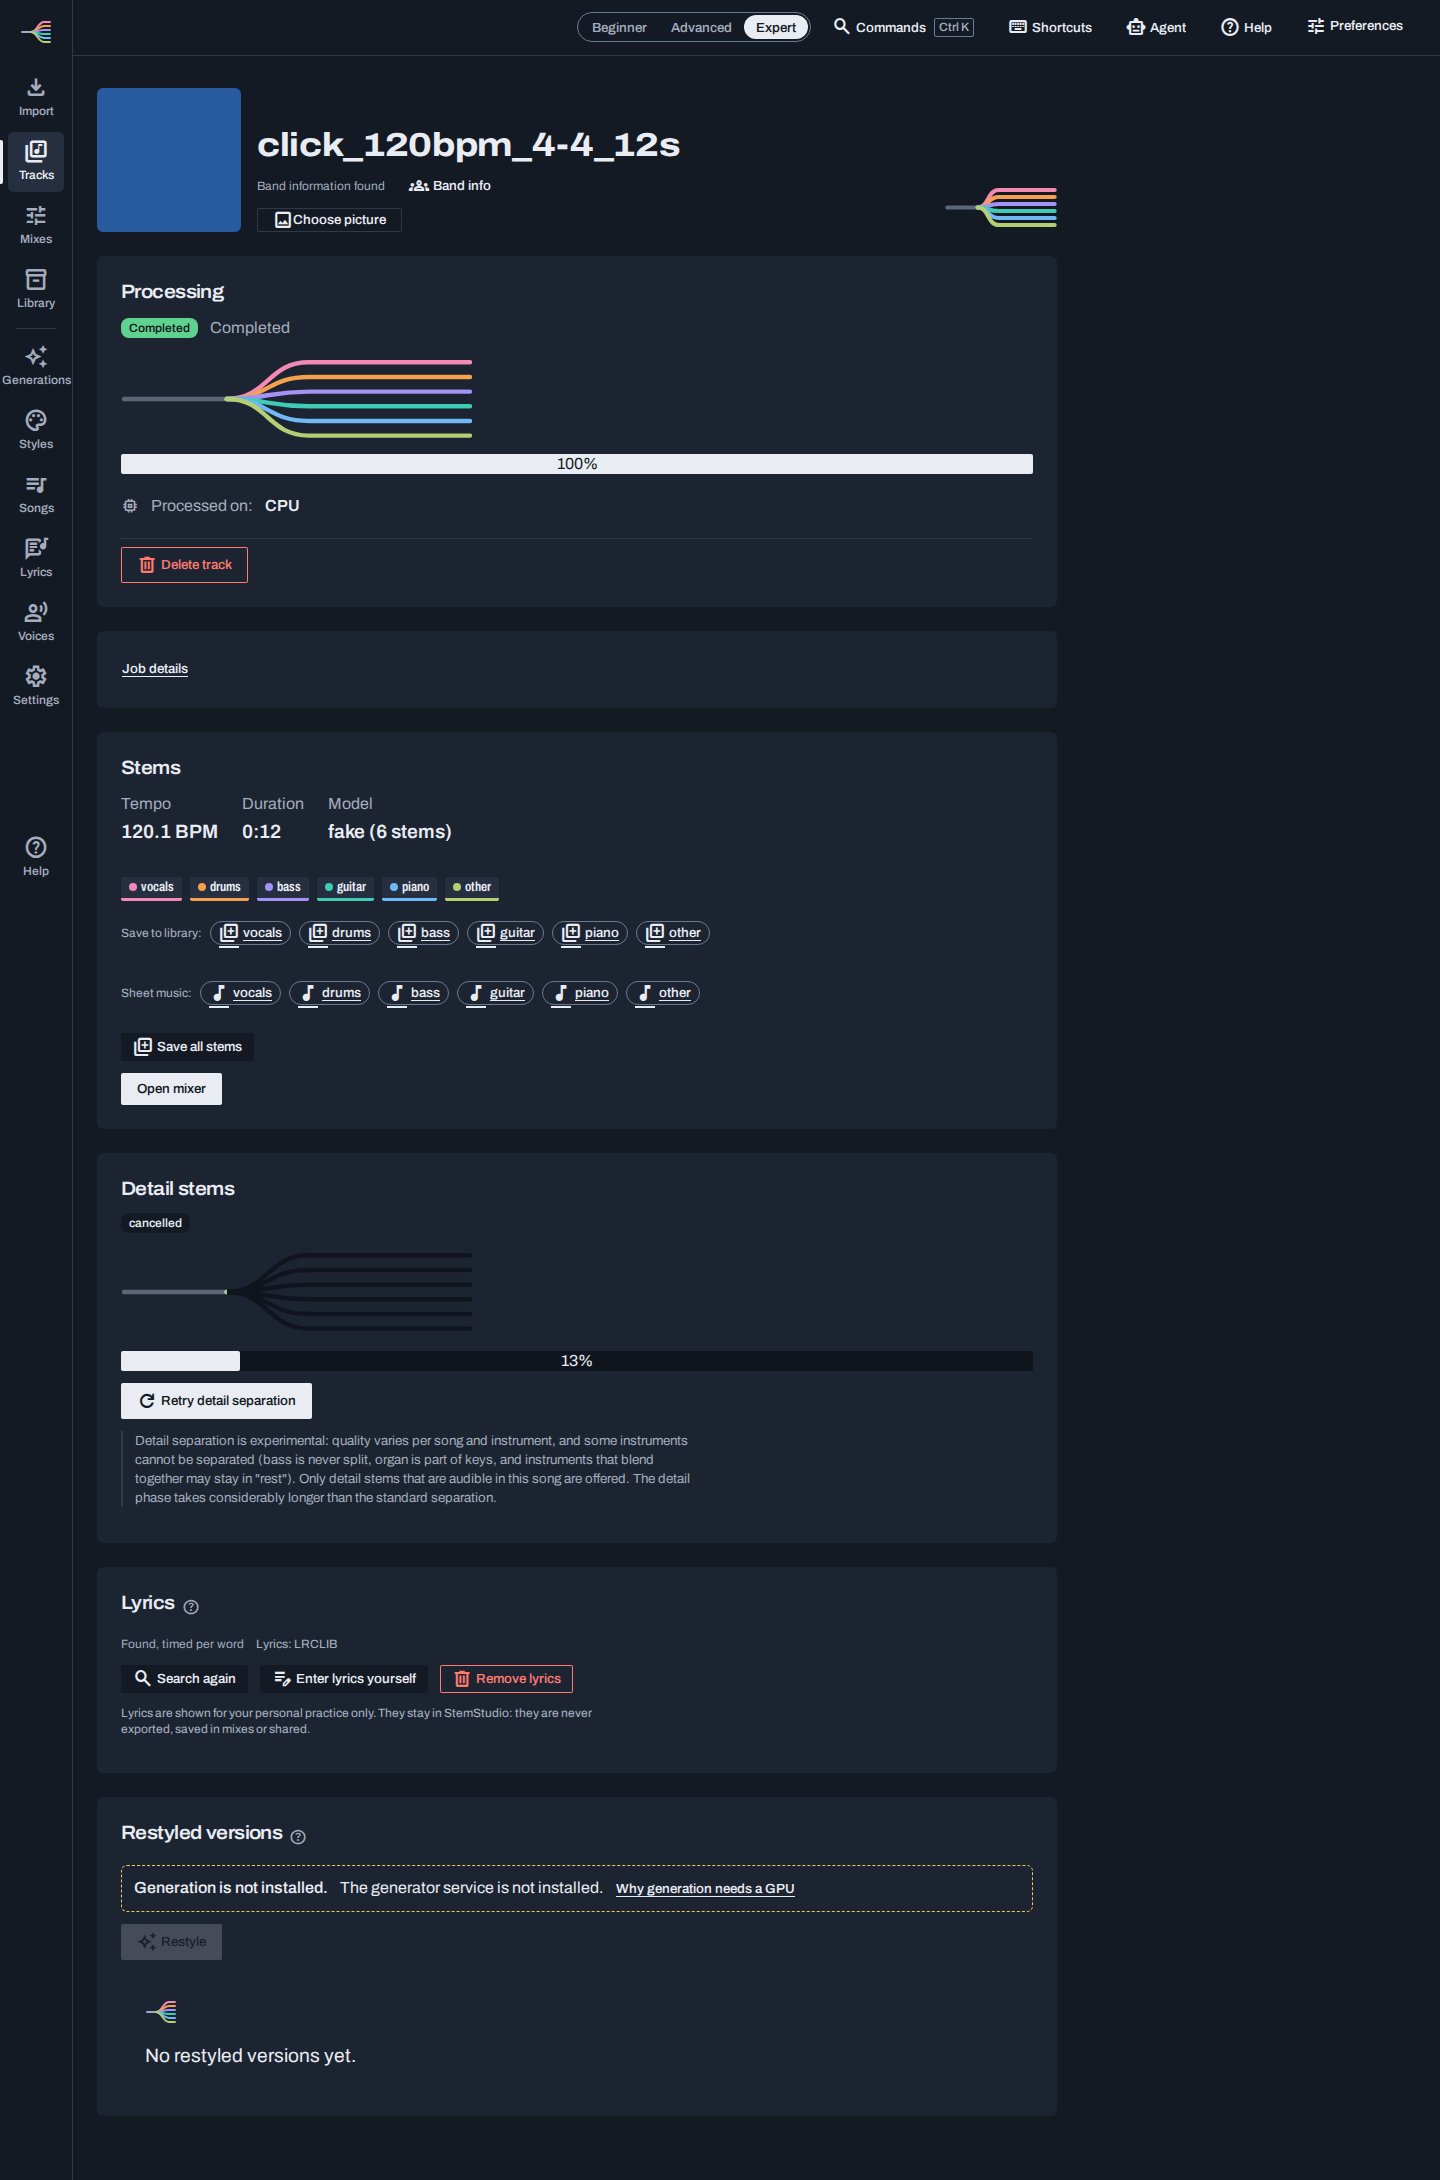 Beginner Advanced Expert Commands Ctrl K Shortcuts Agent Help Preferences
Import
Tracks
Mixes
Library
Generations
Styles
Songs
Lyrics
Voices
Settings
Help
click_120bpm_4-4_12s
Band information found Band info
Choose picture
Processing
Completed Completed
100%
Processed on: CPU
Delete track
Job details
Stems
Tempo Duration Model
120.1 BPM 0:12 fake (6 stems)
vocals drums bass guitar piano other
Save to library: vocals drums bass guitar piano other
Sheet music: vocals drums bass guitar piano other
Save all stems
Open mixer
Detail stems
cancelled
13%
Retry detail separation
Detail separation is experimental: quality varies per song and instrument, and some instruments
cannot be separated (bass is never split, organ is part of keys, and instruments that blend
together may stay in "rest"). Only detail stems that are audible in this song are offered. The detail
phase takes considerably longer than the standard separation.
Lyrics
Found, timed per word Lyrics: LRCLIB
Search again Enter lyrics yourself Remove lyrics
Lyrics are shown for your personal practice only. They stay in StemStudio: they are never
exported, saved in mixes or shared.
Restyled versions
Generation is not installed. The generator service is not installed. Why generation needs a GPU
Restyle
No restyled versions yet.